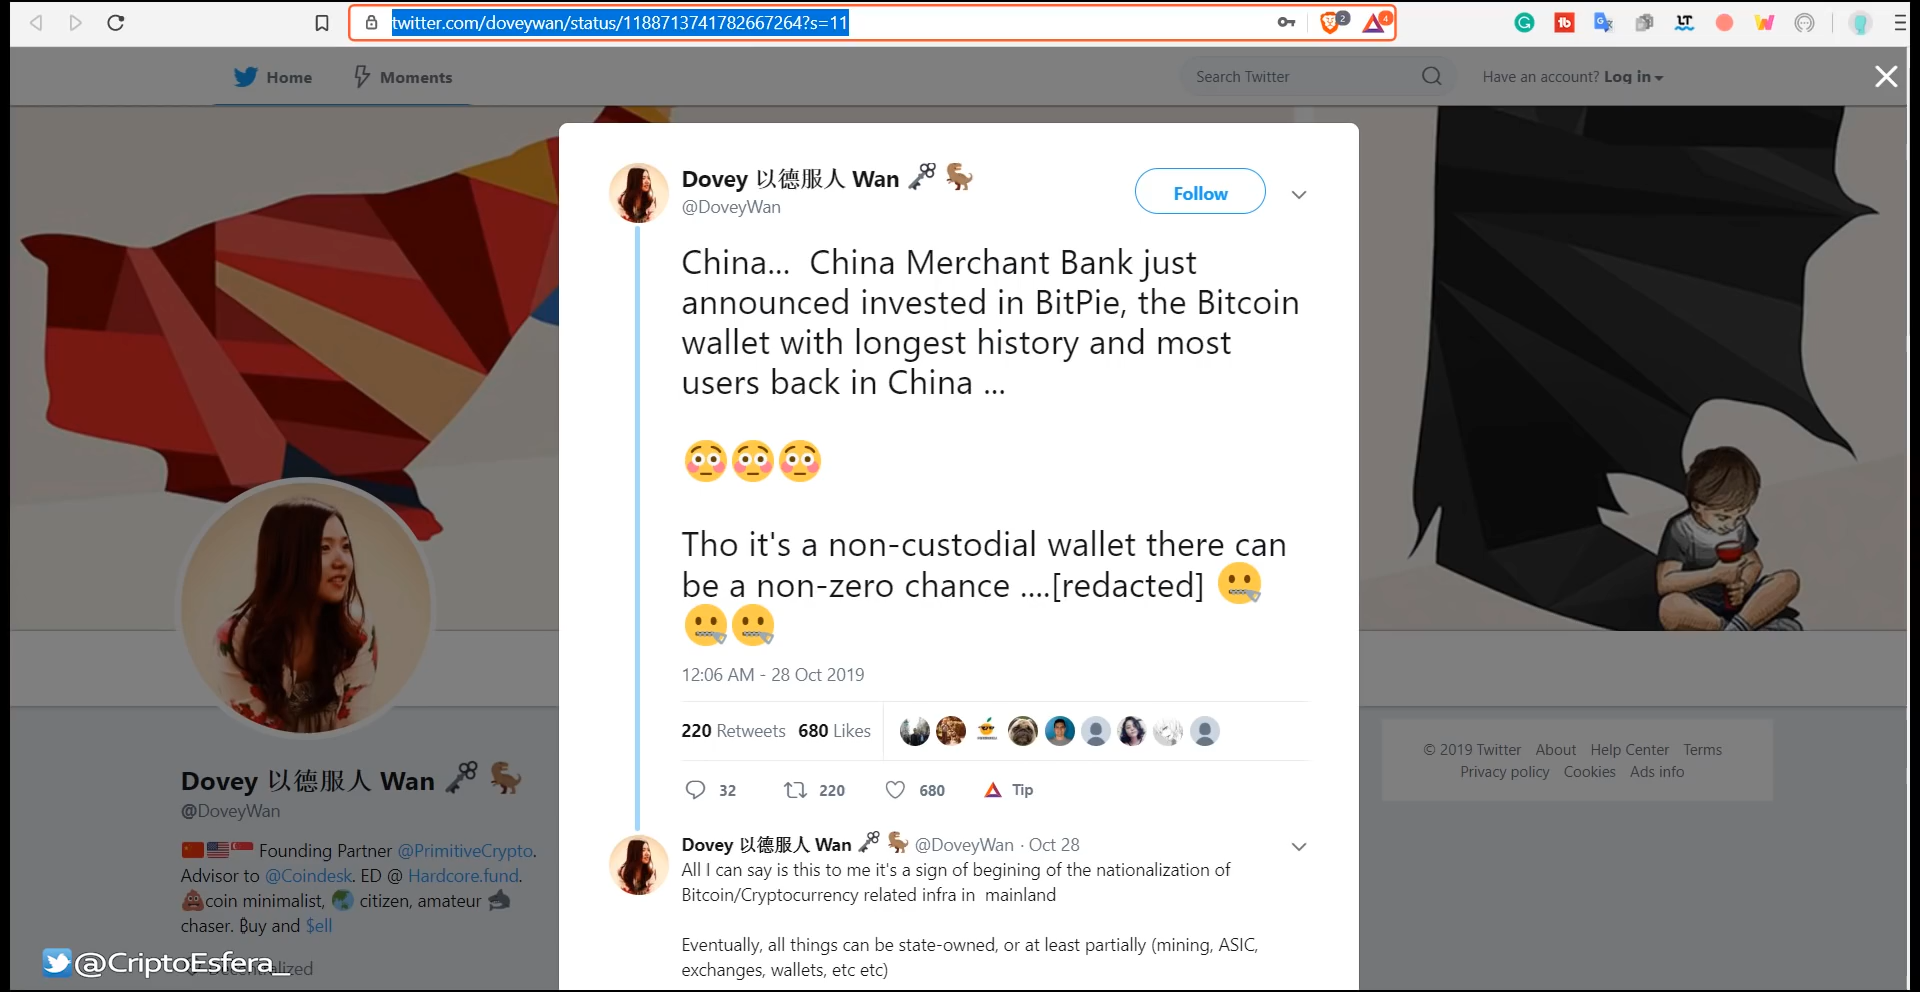 twitter.com/doveywan/status/1188713741782667264?s=11
2
4
Home
Moments
Search Twitter
Have an account? Log in
Dovey 以德服人 Wan
@DoveyWan
Follow
China... China Merchant Bank just
announced invested in BitPie, the Bitcoin
wallet with longest history and most
users back in China ...
Tho it's a non-custodial wallet there can
be a non-zero chance ....[redacted]
12:06 AM - 28 Oct 2019
220 Retweets 680 Likes
32
220
680
Tip
Dovey 以德服人 Wan @DoveyWan · Oct 28
All I can say is this to me it's a sign of begining of the nationalization of
Bitcoin/Cryptocurrency related infra in mainland
Eventually, all things can be state-owned, or at least partially (mining, ASIC,
exchanges, wallets, etc etc)
Dovey 以德服人 Wan
@DoveyWan
Founding Partner @PrimitiveCrypto.
Advisor to @Coindesk. ED @ Hardcore.fund.
coin minimalist, citizen, amateur
chaser. ₿uy and $ell
Decentralized
@CriptoEsfera_
© 2019 Twitter About Help Center Terms
Privacy policy Cookies Ads info